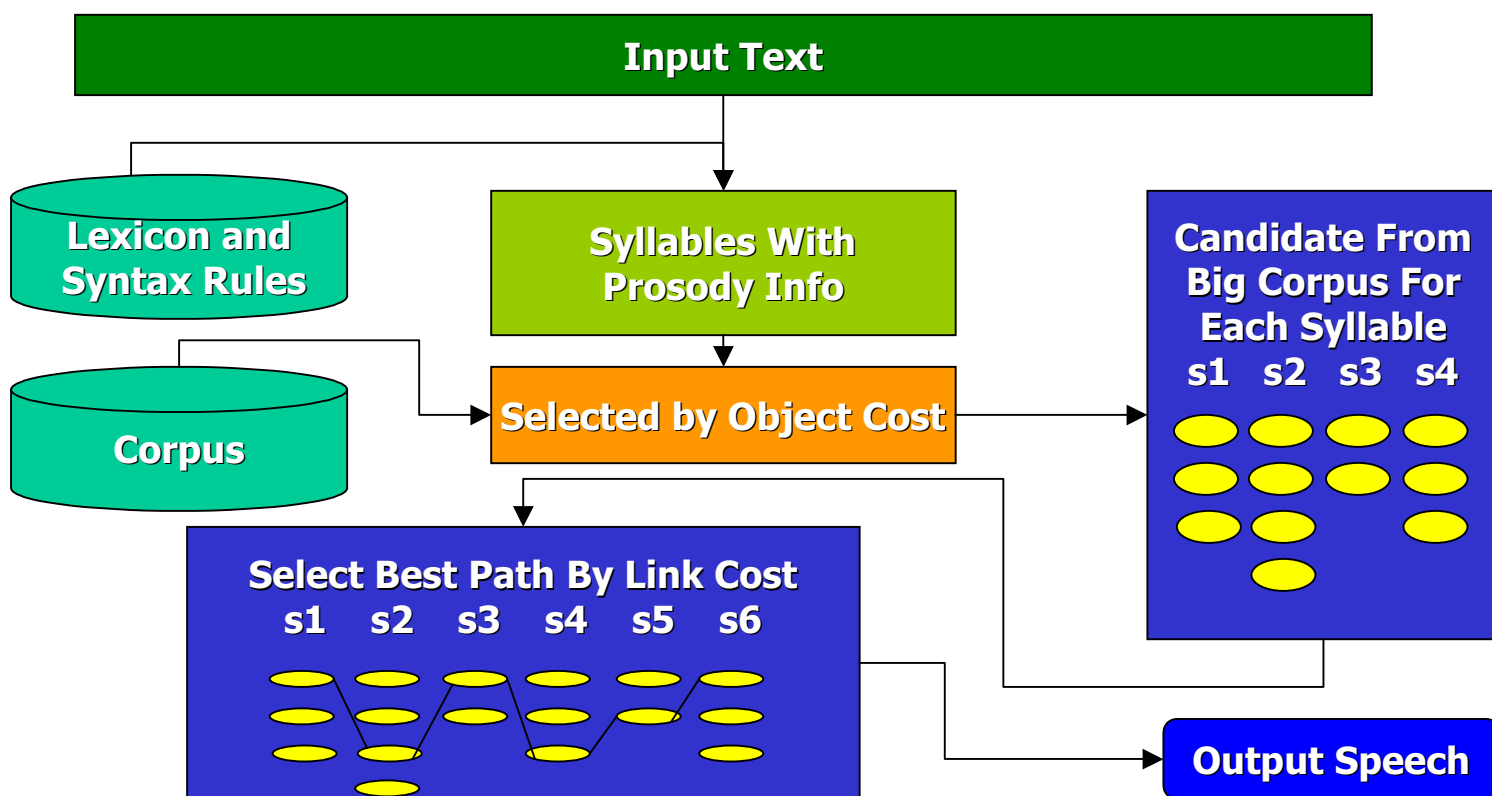 Input Text
Lexicon and
Syntax Rules
Syllables With
Prosody Info
Candidate From
Big Corpus For
Each Syllable
s1 s2 s3 s4
Corpus
Selected by Object Cost
Select Best Path By Link Cost
s1 s2 s3 s4 s5 s6
Output Speech